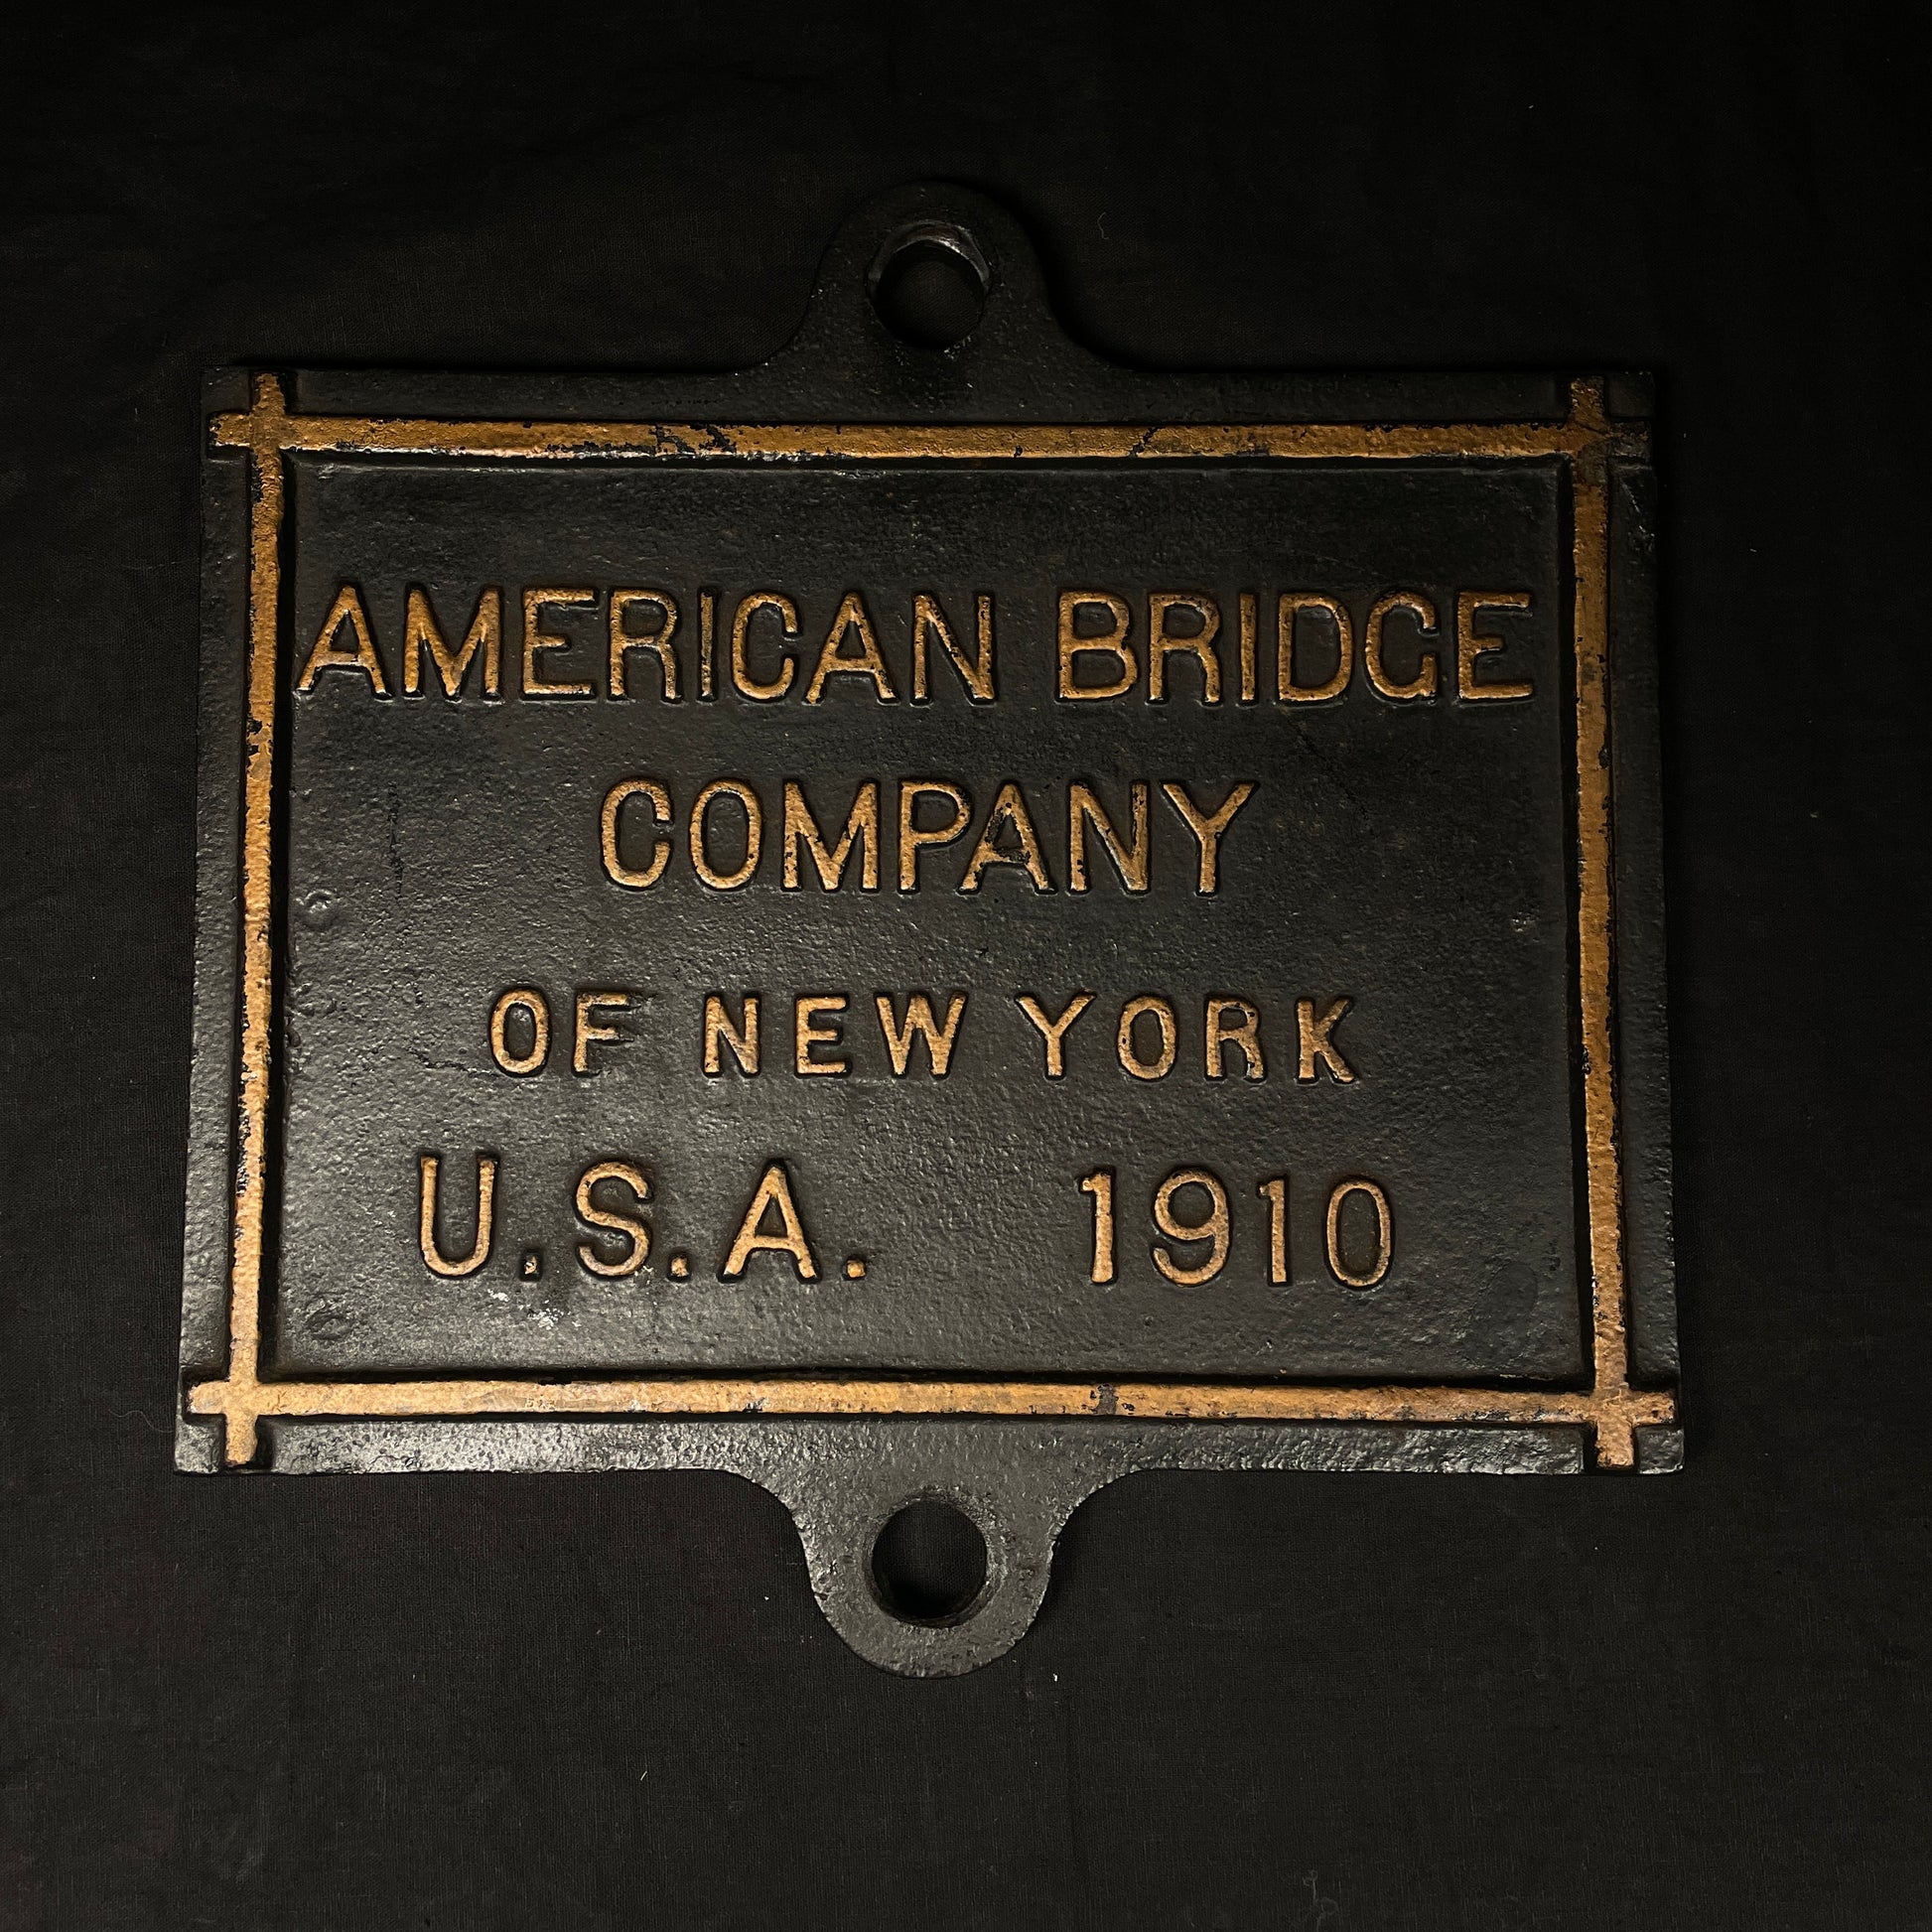 AMERICAN BRIDGE
COMPANY
OF NEW YORK
U.S.A. 1910